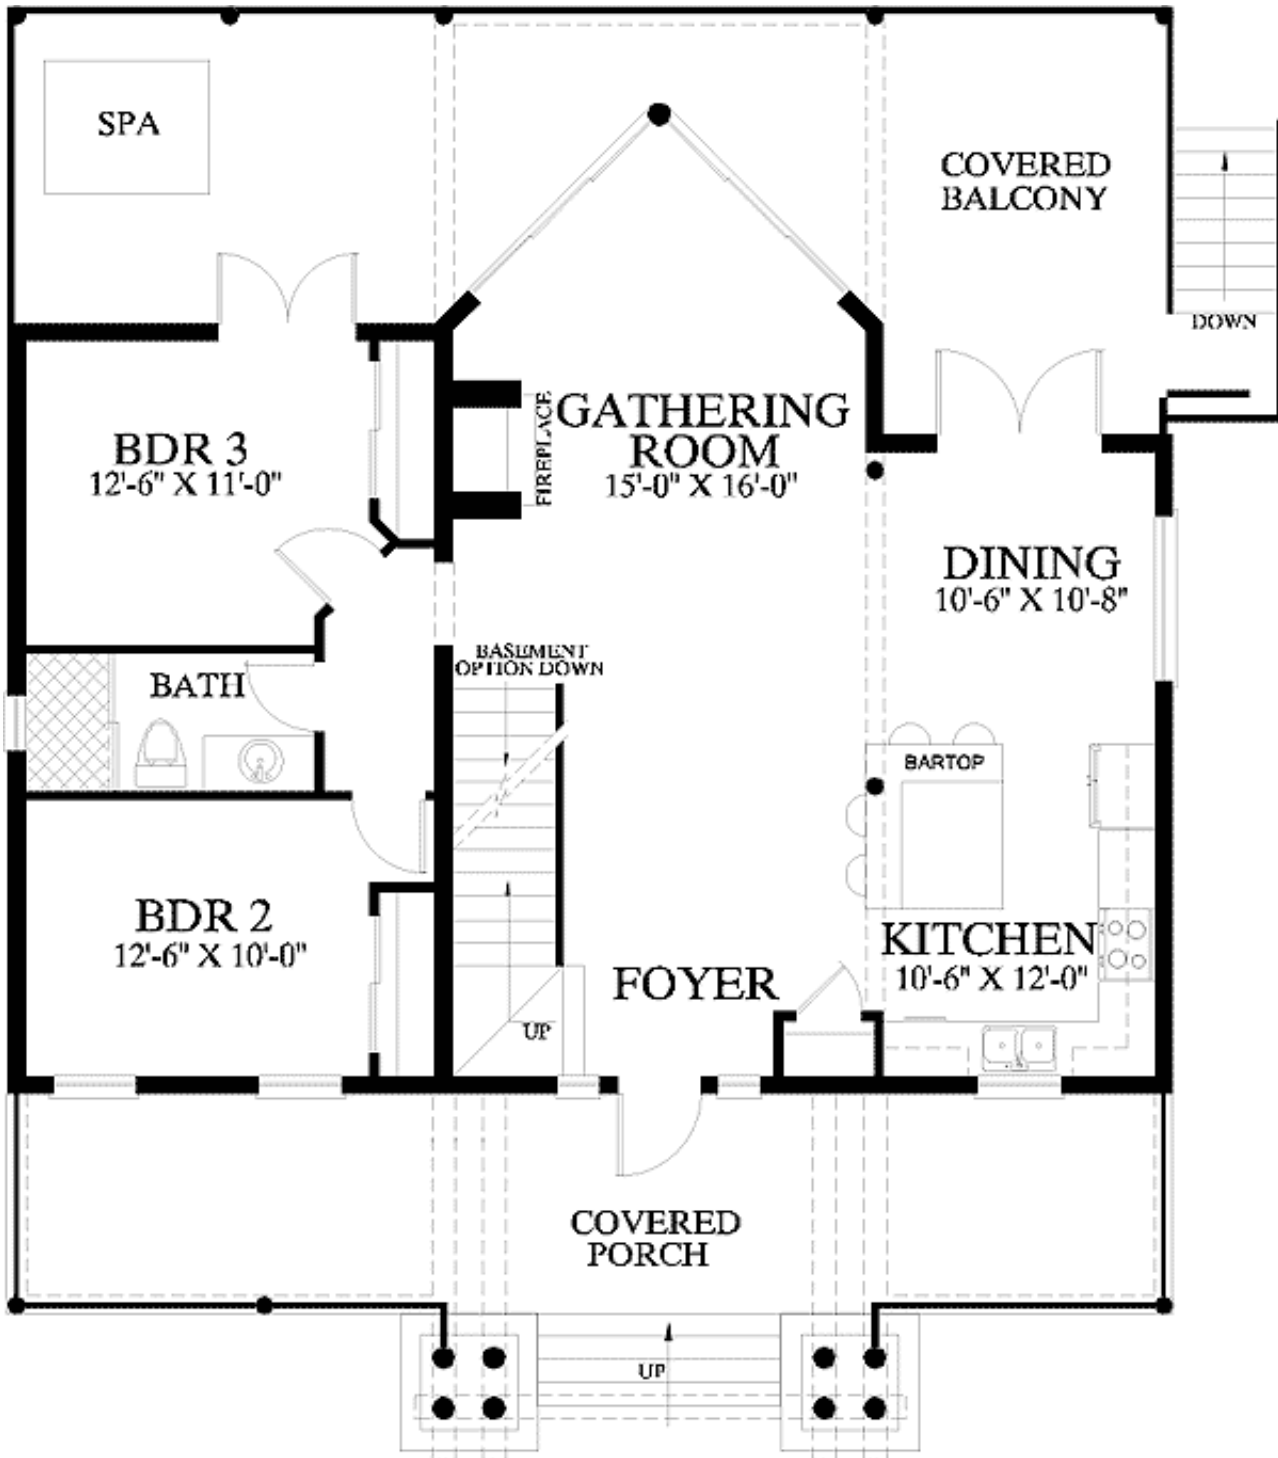 SPA
COVERED
BALCONY
DOWN
BDR 3
12'-6" X 11'-0"
FIREPLACE
GATHERING
ROOM
15'-0" X 16'-0"
DINING
10'-6" X 10'-8"
BASEMENT
OPTION DOWN
BATH
BARTOP
BDR 2
12'-6" X 10'-0"
KITCHEN
10'-6" X 12'-0"
FOYER
UP
COVERED
PORCH
UP